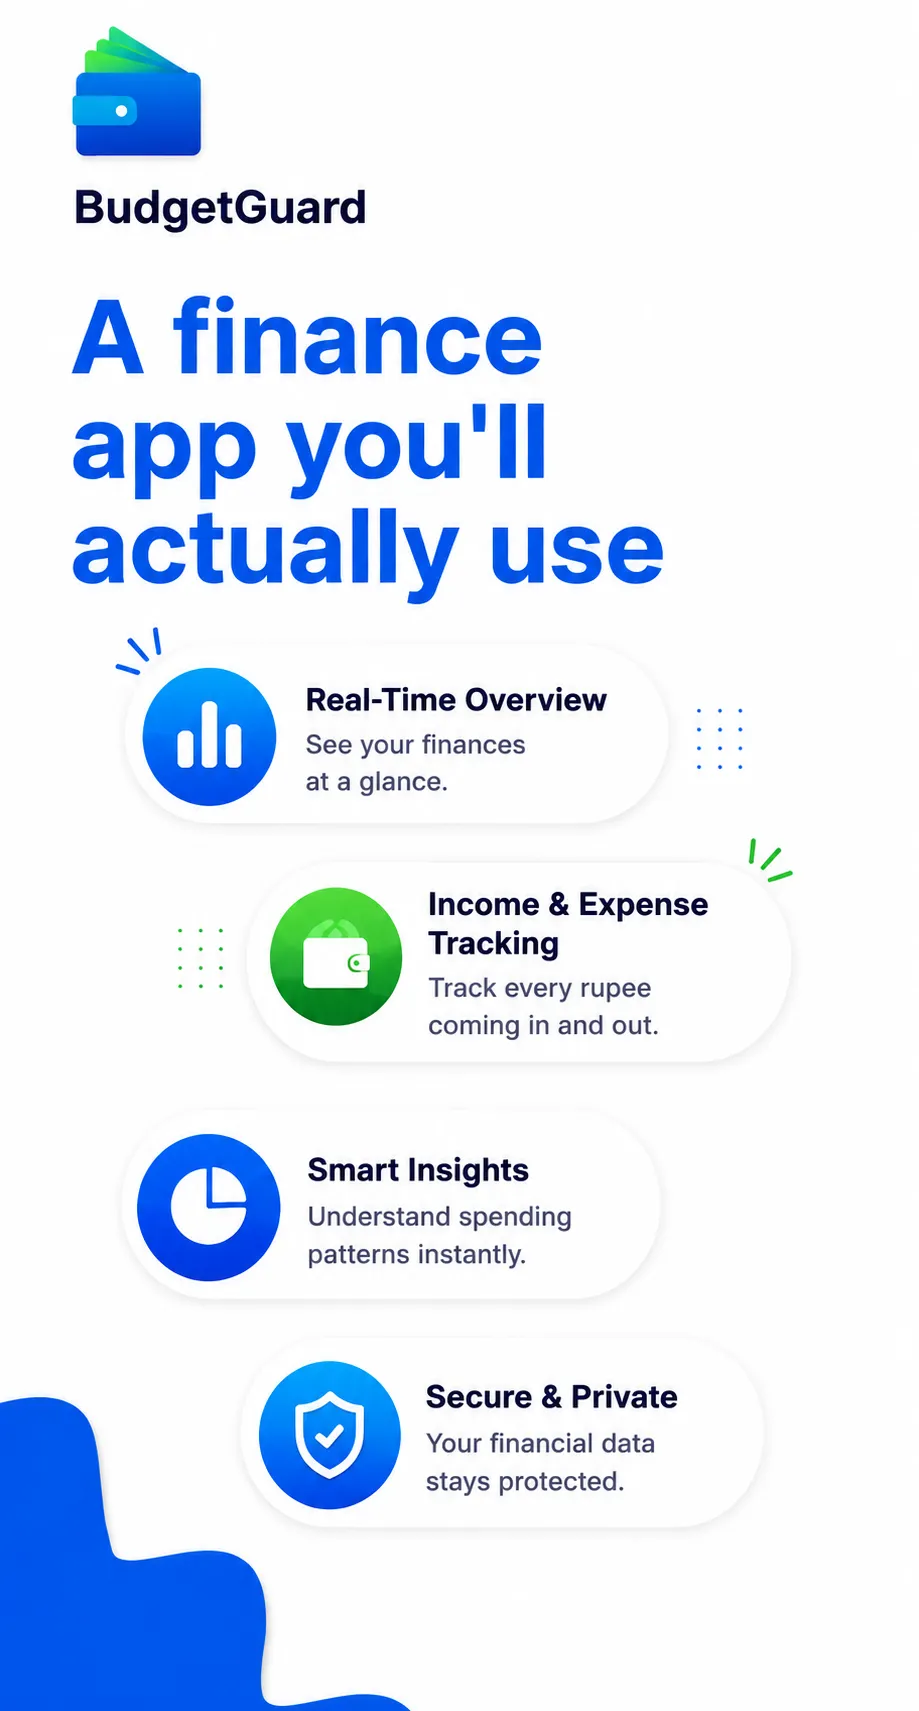 BudgetGuard
A finance
app you'll
actually use
Real-Time Overview
See your finances
at a glance.
Income & Expense
Tracking
Track every rupee
coming in and out.
Smart Insights
Understand spending
patterns instantly.
Secure & Private
Your financial data
stays protected.